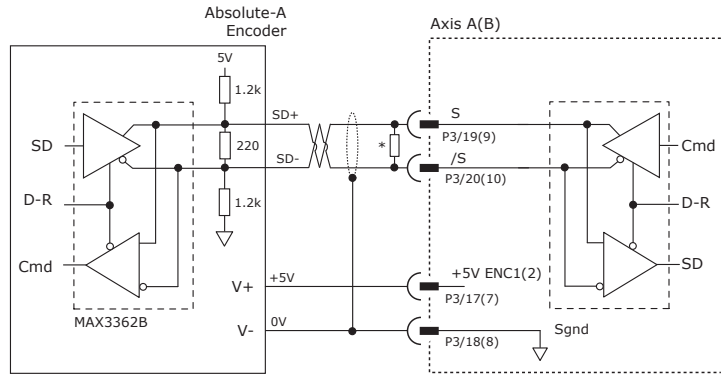 Absolute-A
Encoder
Axis A(B)
5V
1.2k
SD+
S
SD
220
*
P3/19(9)
Cmd
SD-
/S
P3/20(10)
D-R
1.2k
D-R
Cmd
+5V ENC1(2)
SD
V+
+5V
P3/17(7)
MAX3362B
V-
0V
Sgnd
P3/18(8)